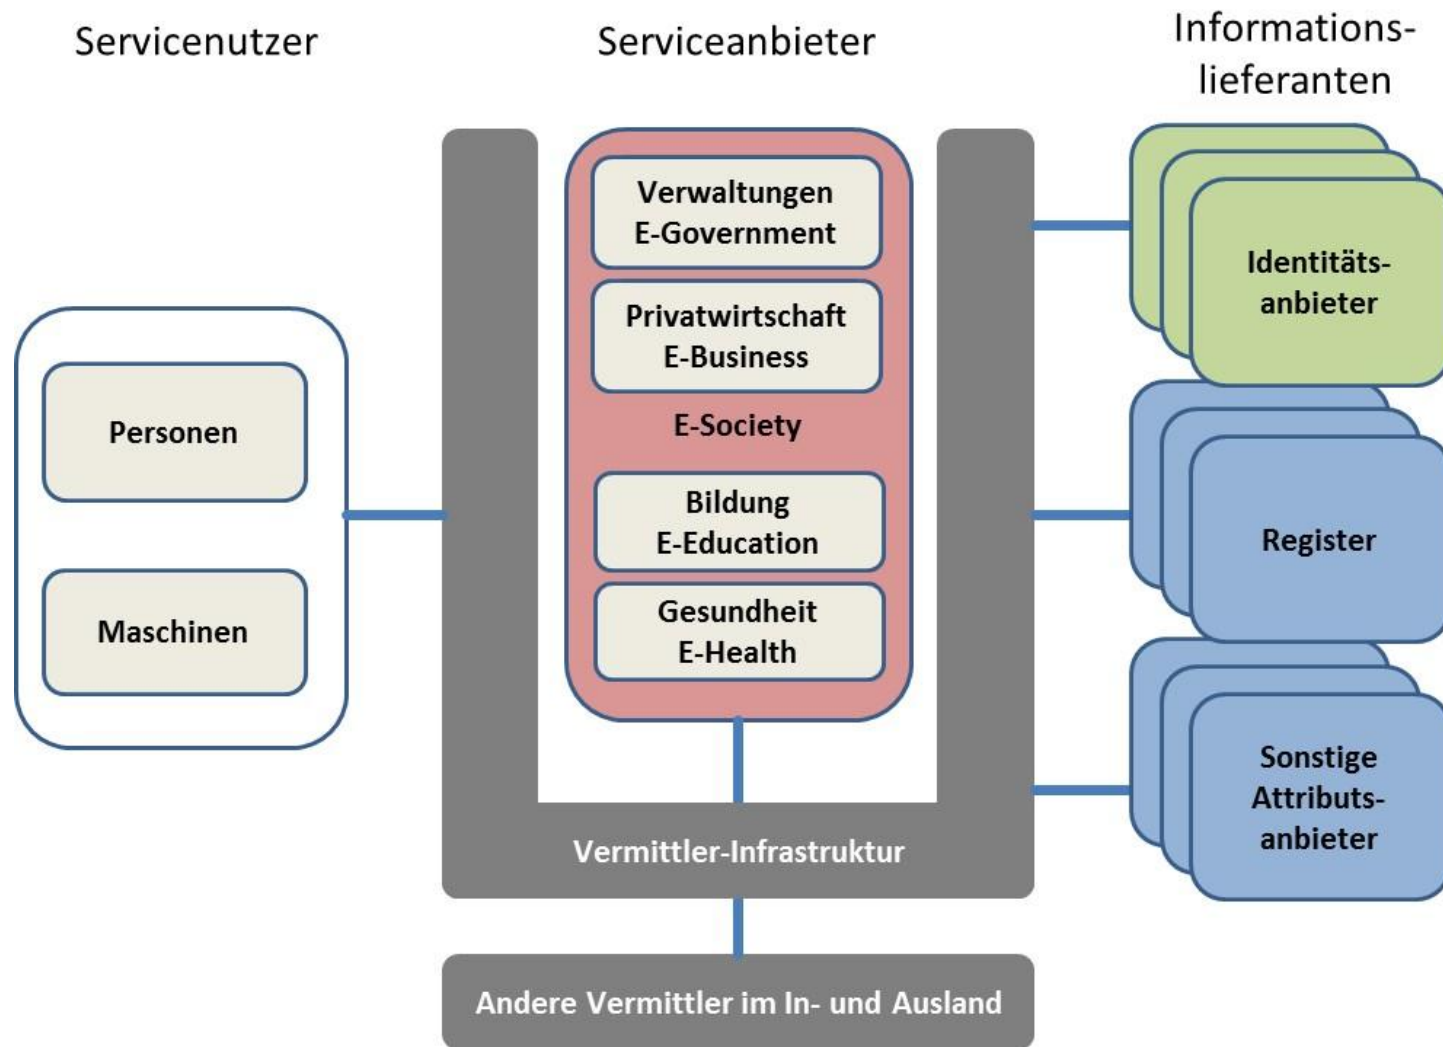 Servicenutzer
Serviceanbieter
Informations-
lieferanten
Personen
Maschinen
Verwaltungen
E-Government
Privatwirtschaft
E-Business
E-Society
Bildung
E-Education
Gesundheit
E-Health
Identitäts-
anbieter
Register
Sonstige
Attributs-
anbieter
Vermittler-Infrastruktur
Andere Vermittler im In- und Ausland